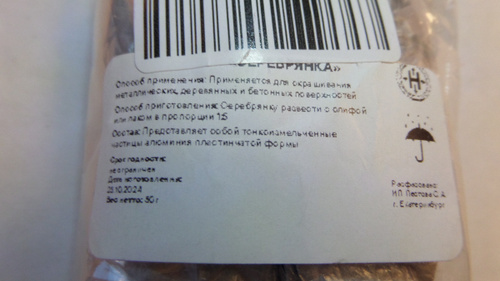 «СЕРЕБРЯНКА»
Способ применения: Применяется для окрашивания
металлических, деревянных и бетонных поверхностей
Способ приготовления: Серебрянку развести с олифой
или лаком в пропорции 1:5
Состав: Представляет собой тонкоизмельченные
частицы алюминия пластинчатой формы
Срок годности:
не ограничен
Дата изготовления:
Вес нетто: 50 г
Расфасовано:
И.П. Пестова С. А.
г. Екатеринбург